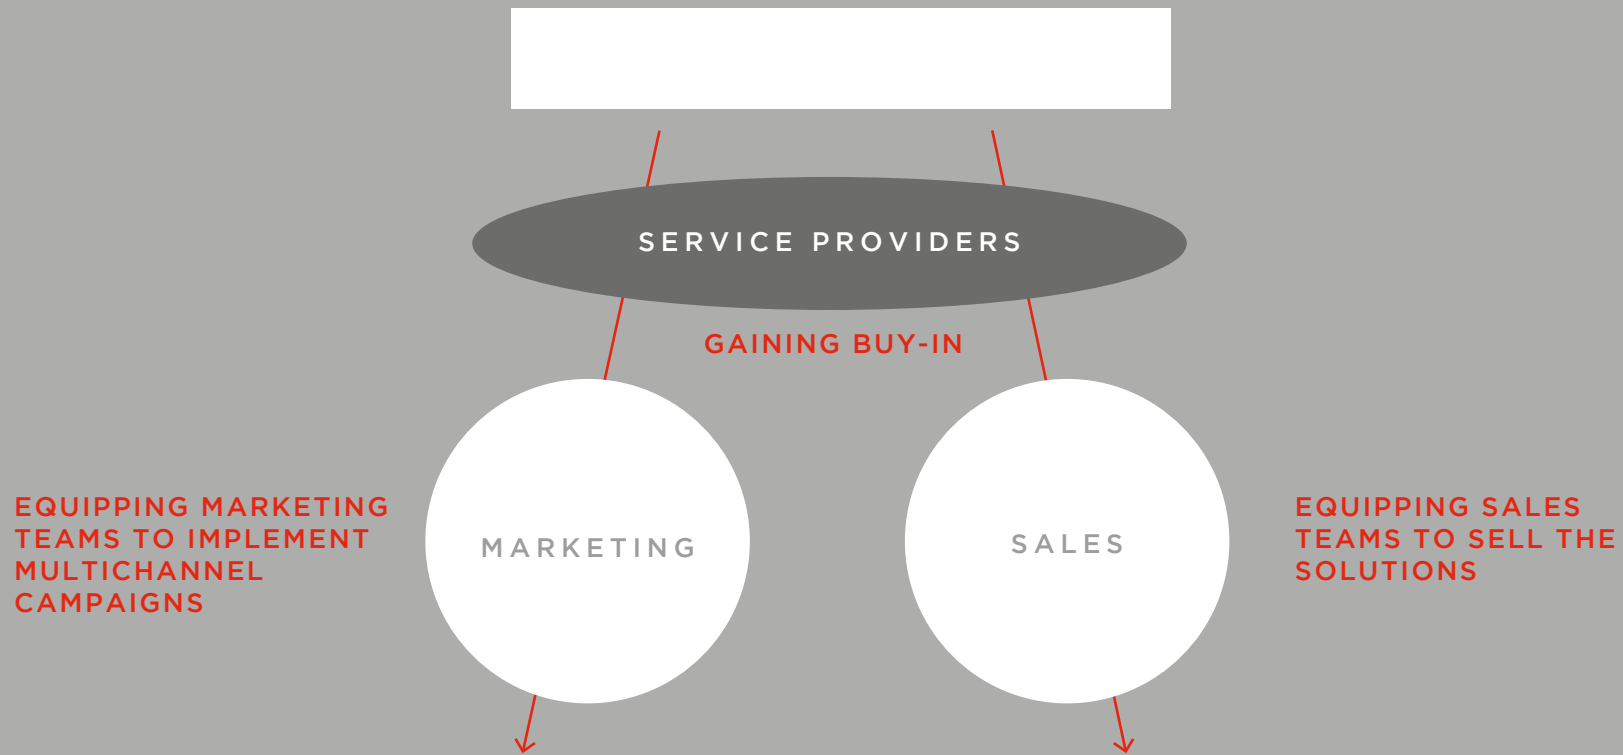 SERVICE PROVIDERS
GAINING BUY-IN
EQUIPPING MARKETING
TEAMS TO IMPLEMENT
MULTICHANNEL
CAMPAIGNS
MARKETING
SALES
EQUIPPING SALES
TEAMS TO SELL THE
SOLUTIONS